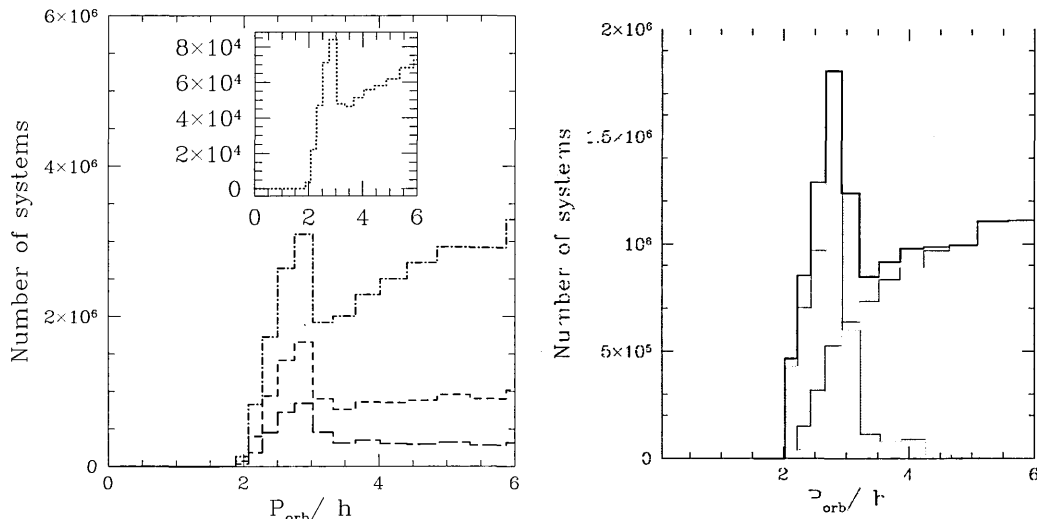 6×10⁶
4×10⁶
2×10⁶
0
Number of systems
8×10⁴
6×10⁴
4×10⁴
2×10⁴
0
0 2 4 6
0 2 4 6
P_orb/ h
2×10⁶
1.5×10⁶
10⁶
5×10⁵
0
Number of systems
0 2 4 6
P_orb/ h